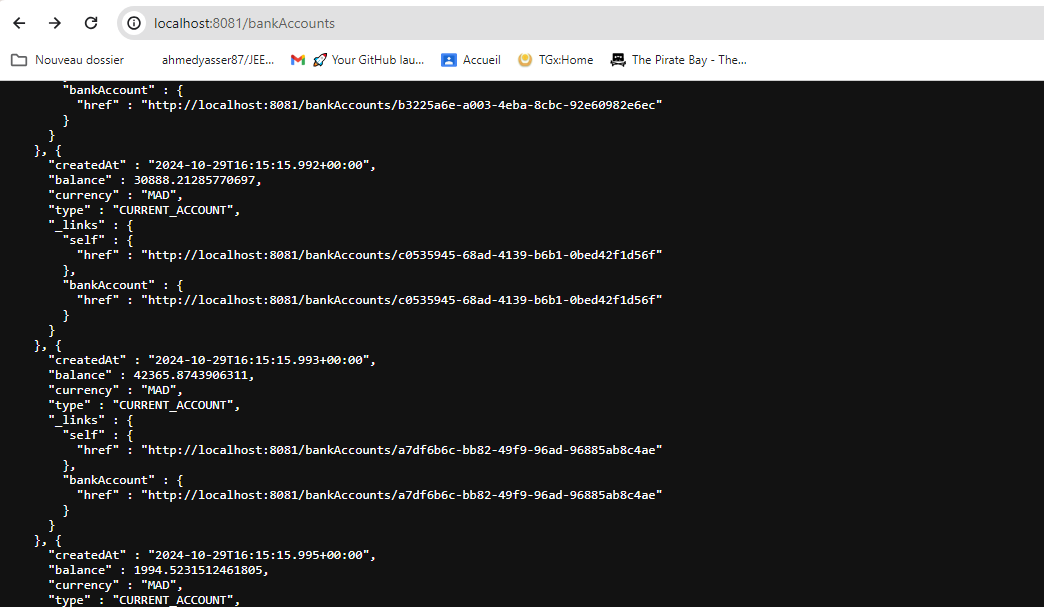 localhost:8081/bankAccounts
Nouveau dossier
ahmedyasser87/JEE...
Your GitHub lau...
Accueil
TGx:Home
The Pirate Bay - The...
"bankAccount" : {
"href" : "http://localhost:8081/bankAccounts/b3225a6e-a003-4eba-8cbc-92e60982e6ec"
}
}
}, {
"createdAt" : "2024-10-29T16:15:15.992+00:00",
"balance" : 30888.21285770697,
"currency" : "MAD",
"type" : "CURRENT_ACCOUNT",
"_links" : {
"self" : {
"href" : "http://localhost:8081/bankAccounts/c0535945-68ad-4139-b6b1-0bed42f1d56f"
},
"bankAccount" : {
"href" : "http://localhost:8081/bankAccounts/c0535945-68ad-4139-b6b1-0bed42f1d56f"
}
}
}, {
"createdAt" : "2024-10-29T16:15:15.993+00:00",
"balance" : 42365.8743906311,
"currency" : "MAD",
"type" : "CURRENT_ACCOUNT",
"_links" : {
"self" : {
"href" : "http://localhost:8081/bankAccounts/a7df6b6c-bb82-49f9-96ad-96885ab8c4ae"
},
"bankAccount" : {
"href" : "http://localhost:8081/bankAccounts/a7df6b6c-bb82-49f9-96ad-96885ab8c4ae"
}
}
}, {
"createdAt" : "2024-10-29T16:15:15.995+00:00",
"balance" : 1994.5231512461805,
"currency" : "MAD",
"type" : "CURRENT_ACCOUNT",